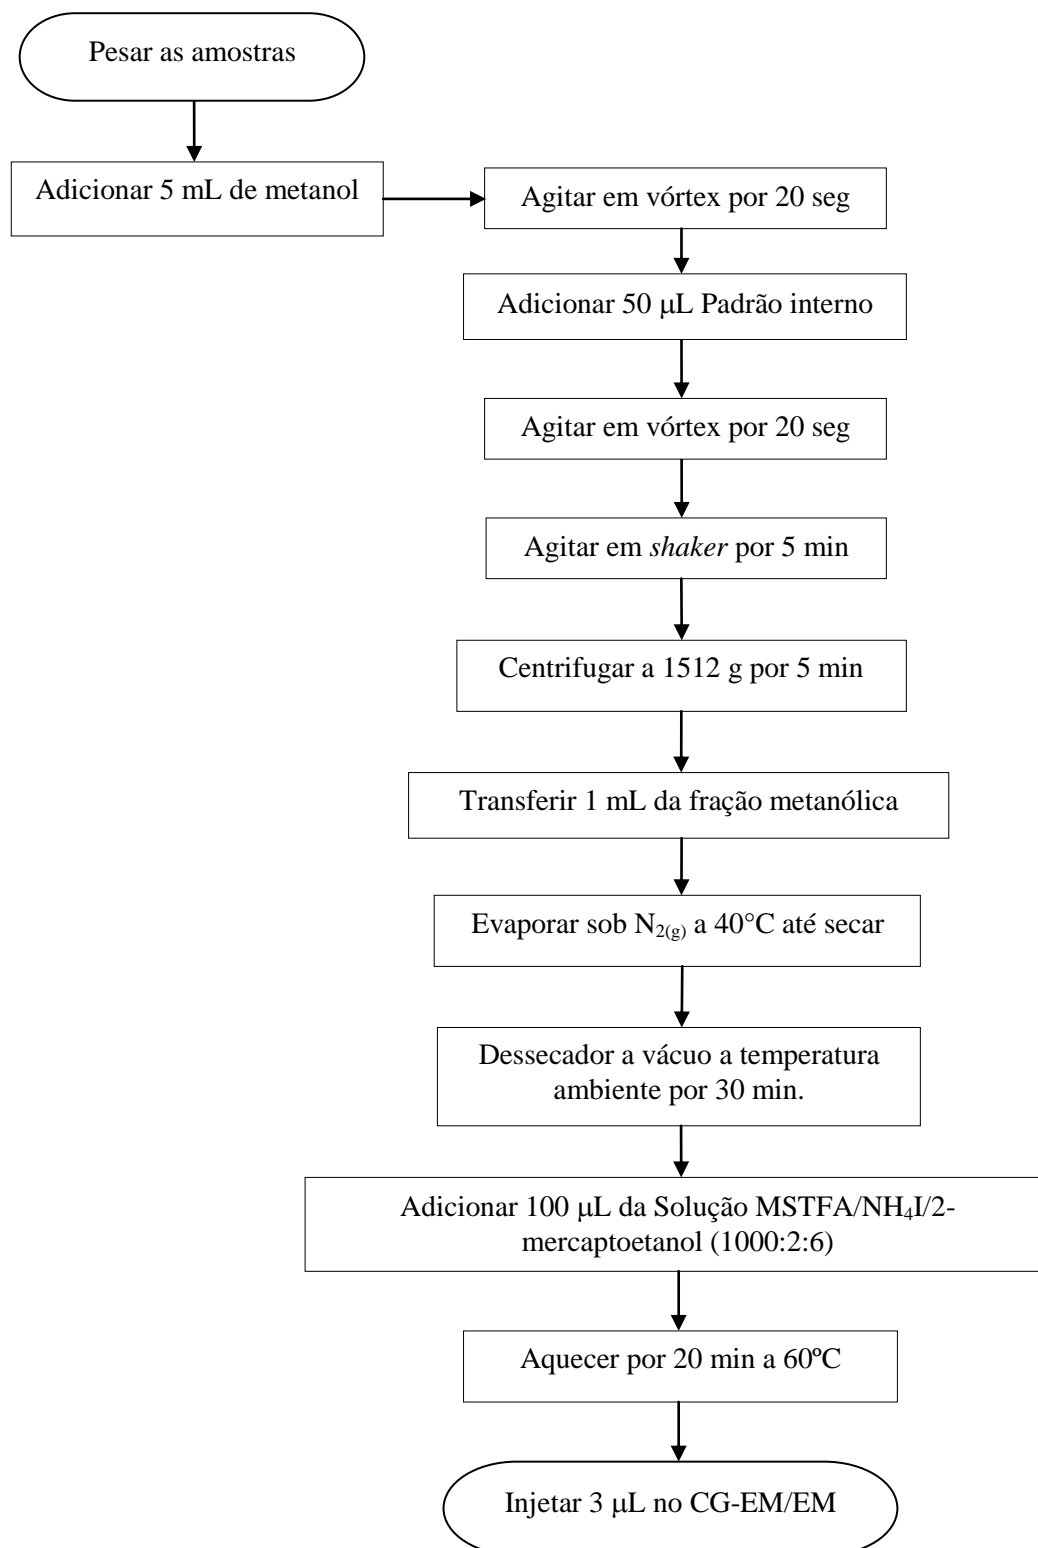 Pesar as amostras
Adicionar 5 mL de metanol
Agitar em vórtex por 20 seg
Adicionar 50 μL Padrão interno
Agitar em vórtex por 20 seg
Agitar em shaker por 5 min
Centrifugar a 1512 g por 5 min
Transferir 1 mL da fração metanólica
Evaporar sob N2(g) a 40°C até secar
Dessecador a vácuo a temperatura
ambiente por 30 min.
Adicionar 100 μL da Solução MSTFA/NH4I/2-
mercaptoetanol (1000:2:6)
Aquecer por 20 min a 60ºC
Injetar 3 μL no CG-EM/EM